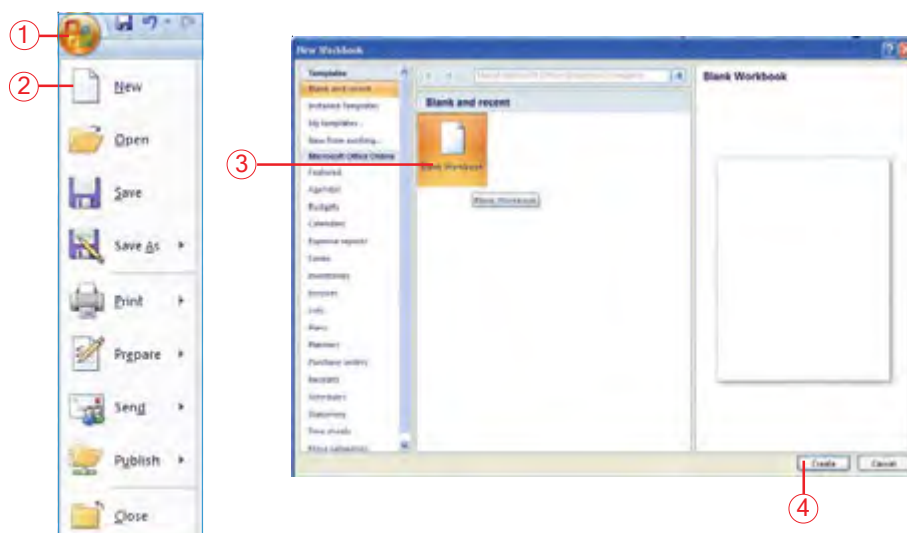 1
2
New
Open
Save
Save As
Print
Prepare
Send
Publish
Close
New Workbook
Templates
Blank and recent
Installed Templates
My templates...
New from existing...
Microsoft Office Online
Featured
Agendas
Budgets
Calendars
Expense reports
Forms
Inventories
Invoices
Lists
Plans
Planners
Purchase orders
Receipts
Schedules
Stationery
Time sheets
Blank and recent
3
Blank Workbook
Blank Workbook
Blank Workbook
Create
Cancel
4